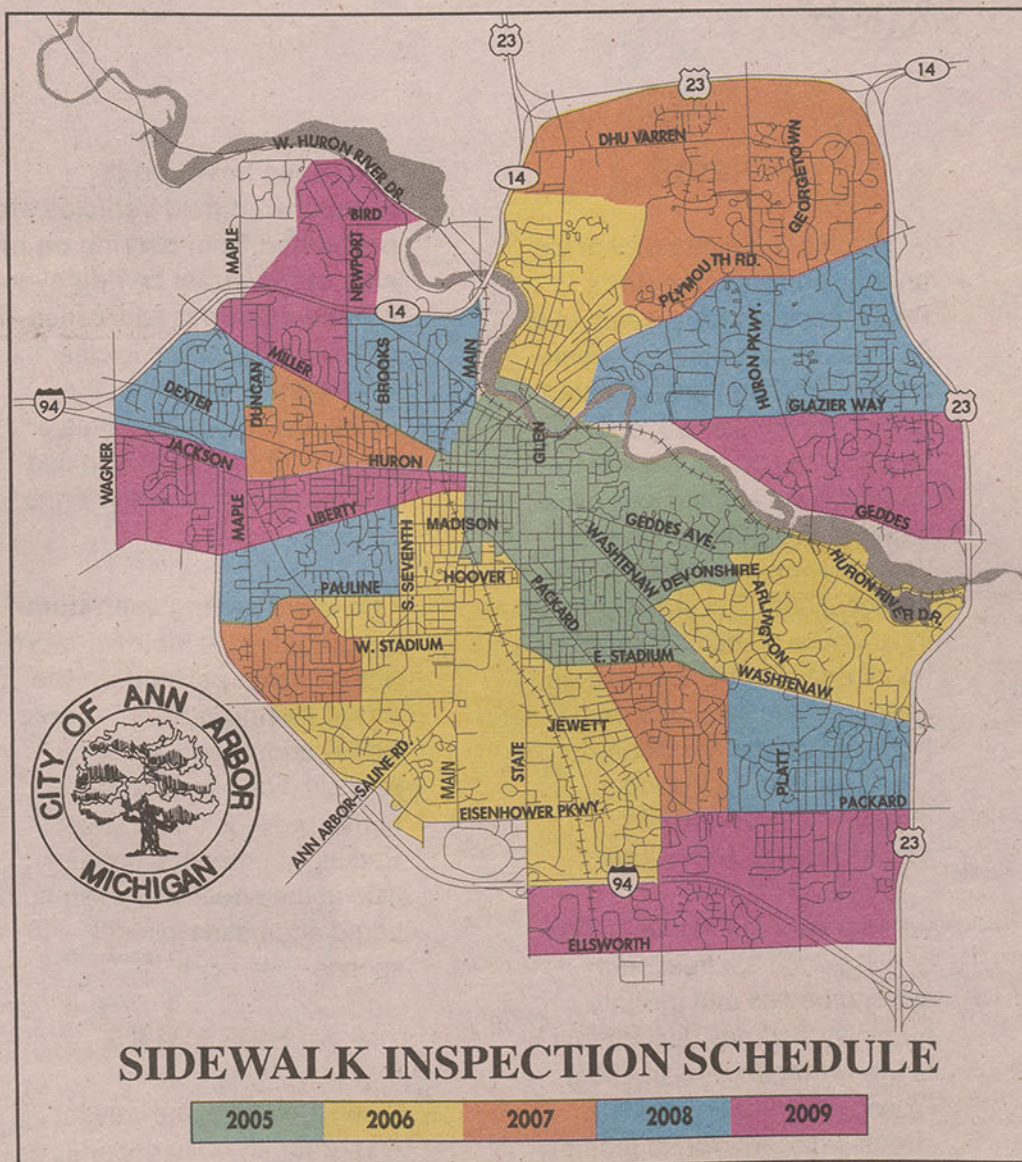 23
14
23
DHU VARREN
GEORGETOWN
W. HURON RIVER DR.
14
BIRD
MAPLE
NEWPORT
PLYMOUTH RD.
14
MILLER
BROOKS
MAIN
HURON PKWY.
94
DEXTER
DUNCAN
GLAZIER WAY
23
JACKSON
HURON
GLEN
WAGNER
MAPLE
LIBERTY
MADISON
GEDDES AVE.
GEDDES
WASHTENAW
S. SEVENTH
HOOVER
PAULINE
PACKARD
DEVONSHIRE
ARLINGTON
HURON RIVER DR.
W. STADIUM
E. STADIUM
WASHTENAW
CITY OF ANN ARBOR
MICHIGAN
JEWETT
STATE
MAIN
PLATT
ANN ARBOR-SALINE RD.
EISENHOWER PKWY.
PACKARD
23
94
ELLSWORTH
SIDEWALK INSPECTION SCHEDULE
2005 2006 2007 2008 2009